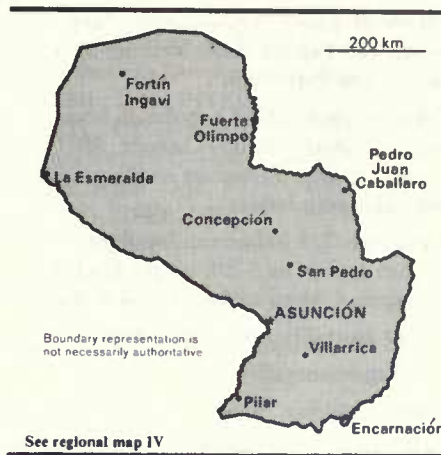 200 km
Fortín
Ingavi
Fuerte
Olimpo
Pedro
Juan
Caballaro
La Esmeralda
Concepción
San Pedro
ASUNCIÓN
Boundary representation is
not necessarily authoritative
Villarrica
Pilar
Encarnación
See regional map IV